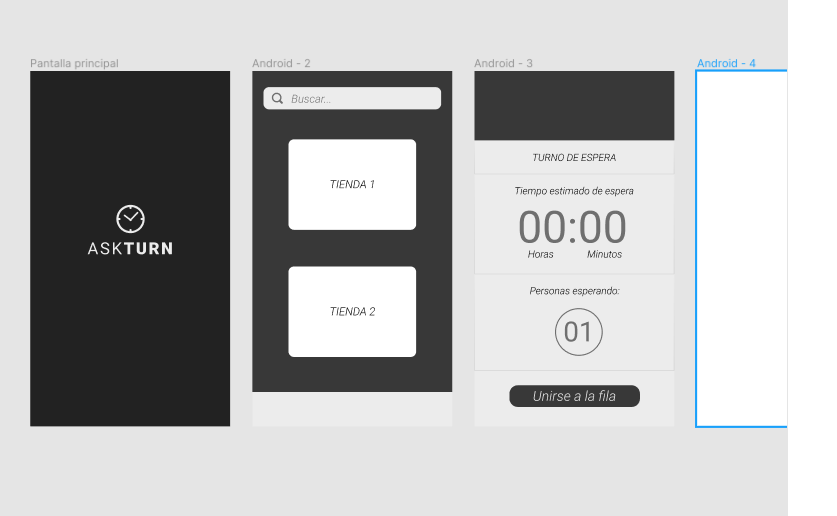 Pantalla principal
ASKTURN
Android - 2
Buscar...
TIENDA 1
TIENDA 2
Android - 3
TURNO DE ESPERA
Tiempo estimado de espera
00:00
Horas Minutos
Personas esperando:
01
Unirse a la fila
Android - 4